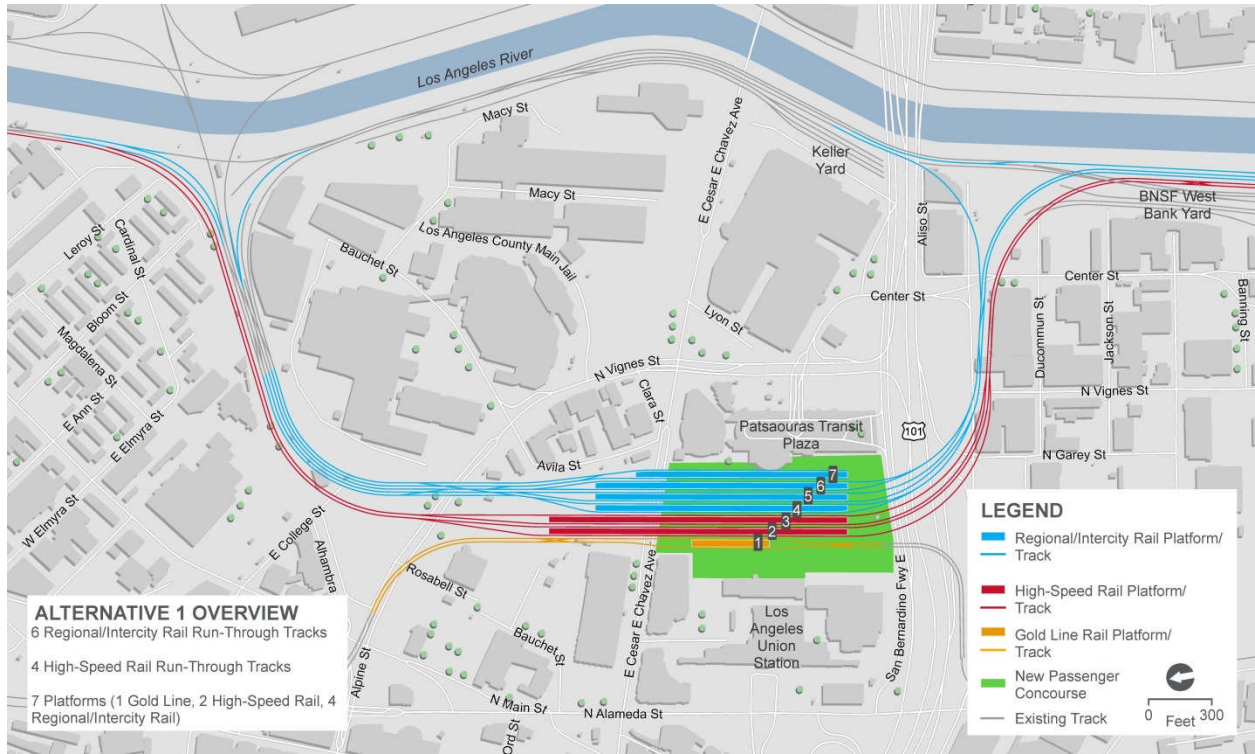 Los Angeles River
Macy St
E Cesar E Chavez Ave
Keller
Yard
BNSF West
Bank Yard
Aliso St
Macy St
Leroy St
Cardinal St
Los Angeles County Main Jail
Bauchet St
Center St
Center St
Banning St
Bloom St
Lyon St
Ducommun St
Jackson St
Magdalena St
N Vignes St
N Vignes St
E Ann St
Clara St
E Elmyra St
Patsaouras Transit
Plaza
101
N Garey St
Avila St
7
6
5
4
3
2
1
W Elmyra St
E College St
Alhambra
LEGEND
Regional/Intercity Rail Platform/
Track
High-Speed Rail Platform/
Track
Gold Line Rail Platform/
Track
New Passenger
Concourse
Existing Track
0 300
Feet
Rosabell St
E Cesar E Chavez Ave
San Bernardino Fwy E
Los
Angeles
Union
Station
Bauchet St
Alpine St
N Main St
Ord St
N Alameda St
ALTERNATIVE 1 OVERVIEW
6 Regional/Intercity Rail Run-Through Tracks
4 High-Speed Rail Run-Through Tracks
7 Platforms (1 Gold Line, 2 High-Speed Rail, 4
Regional/Intercity Rail)